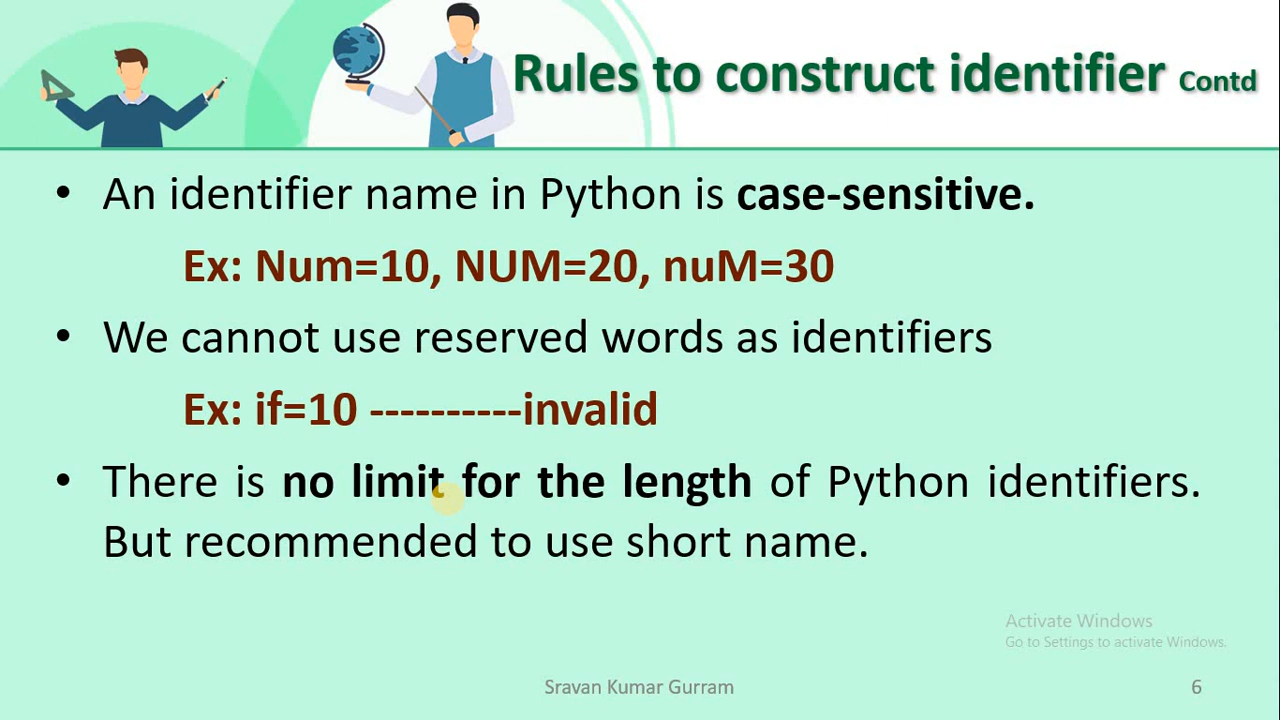 Rules to construct identifier Contd
• An identifier name in Python is case-sensitive.
Ex: Num=10, NUM=20, nuM=30
• We cannot use reserved words as identifiers
Ex: if=10 ----------invalid
• There is no limit for the length of Python identifiers.
But recommended to use short name.
Activate Windows
Go to Settings to activate Windows.
Sravan Kumar Gurram
6